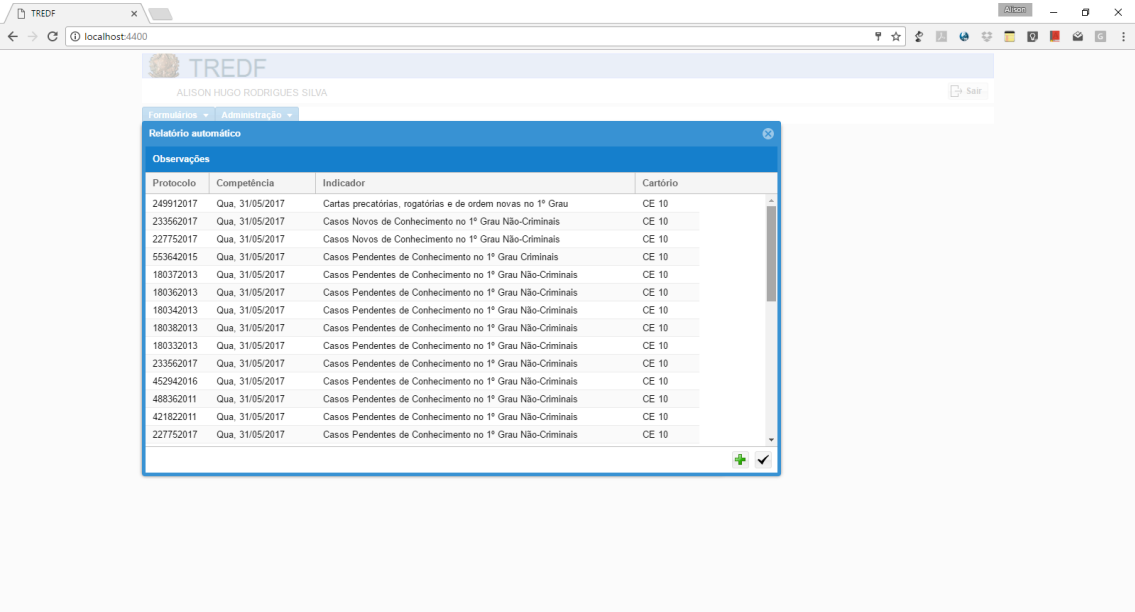 TREDF
Alison
localhost:4400
TREDF
ALISON HUGO RODRIGUES SILVA
Sair
Formulários Administração
Relatório automático
Observações
Protocolo Competência Indicador Cartório
249912017 Qua, 31/05/2017 Cartas precatórias, rogatórias e de ordem novas no 1º Grau CE 10
233562017 Qua, 31/05/2017 Casos Novos de Conhecimento no 1º Grau Não-Criminais CE 10
227752017 Qua, 31/05/2017 Casos Novos de Conhecimento no 1º Grau Não-Criminais CE 10
553642015 Qua, 31/05/2017 Casos Pendentes de Conhecimento no 1º Grau Criminais CE 10
180372013 Qua, 31/05/2017 Casos Pendentes de Conhecimento no 1º Grau Não-Criminais CE 10
180362013 Qua, 31/05/2017 Casos Pendentes de Conhecimento no 1º Grau Não-Criminais CE 10
180342013 Qua, 31/05/2017 Casos Pendentes de Conhecimento no 1º Grau Não-Criminais CE 10
180382013 Qua, 31/05/2017 Casos Pendentes de Conhecimento no 1º Grau Não-Criminais CE 10
180332013 Qua, 31/05/2017 Casos Pendentes de Conhecimento no 1º Grau Não-Criminais CE 10
233562017 Qua, 31/05/2017 Casos Pendentes de Conhecimento no 1º Grau Não-Criminais CE 10
452942016 Qua, 31/05/2017 Casos Pendentes de Conhecimento no 1º Grau Não-Criminais CE 10
488362011 Qua, 31/05/2017 Casos Pendentes de Conhecimento no 1º Grau Não-Criminais CE 10
421822011 Qua, 31/05/2017 Casos Pendentes de Conhecimento no 1º Grau Não-Criminais CE 10
227752017 Qua, 31/05/2017 Casos Pendentes de Conhecimento no 1º Grau Não-Criminais CE 10